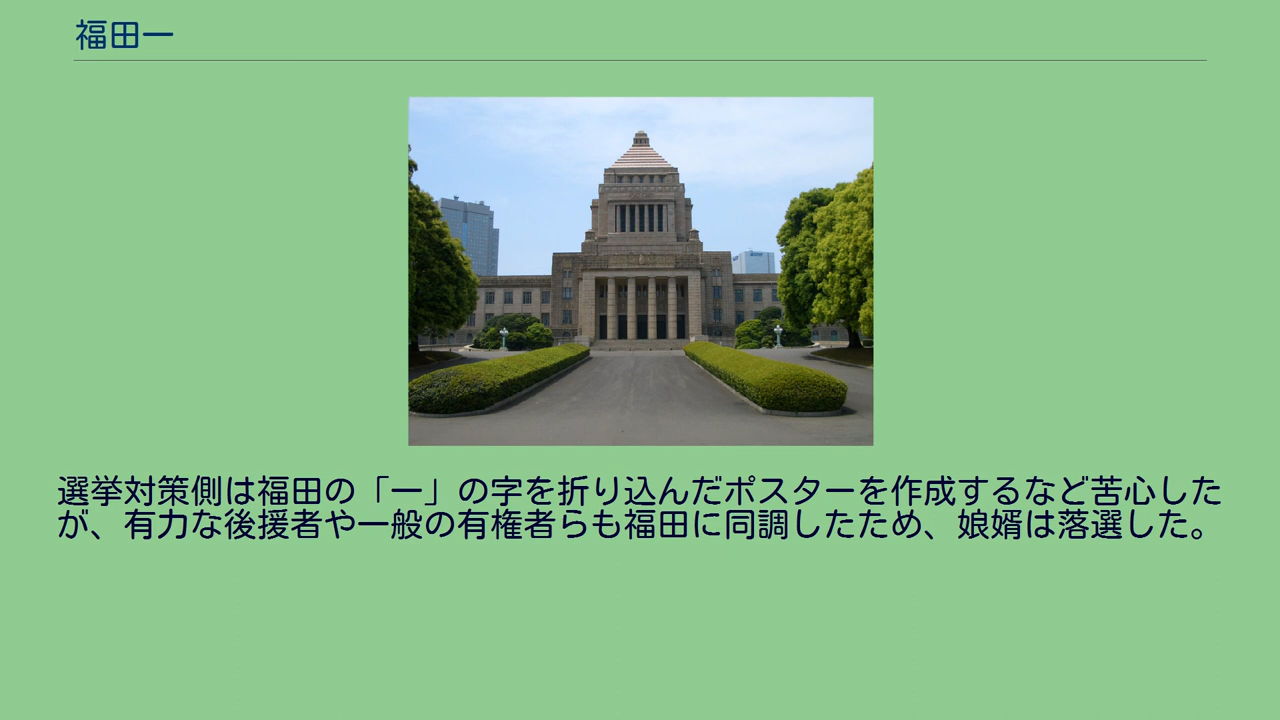 福田一
選挙対策側は福田の「一」の字を折り込んだポスターを作成するなど苦心した
が、有力な後援者や一般の有権者らも福田に同調したため、娘婿は落選した。